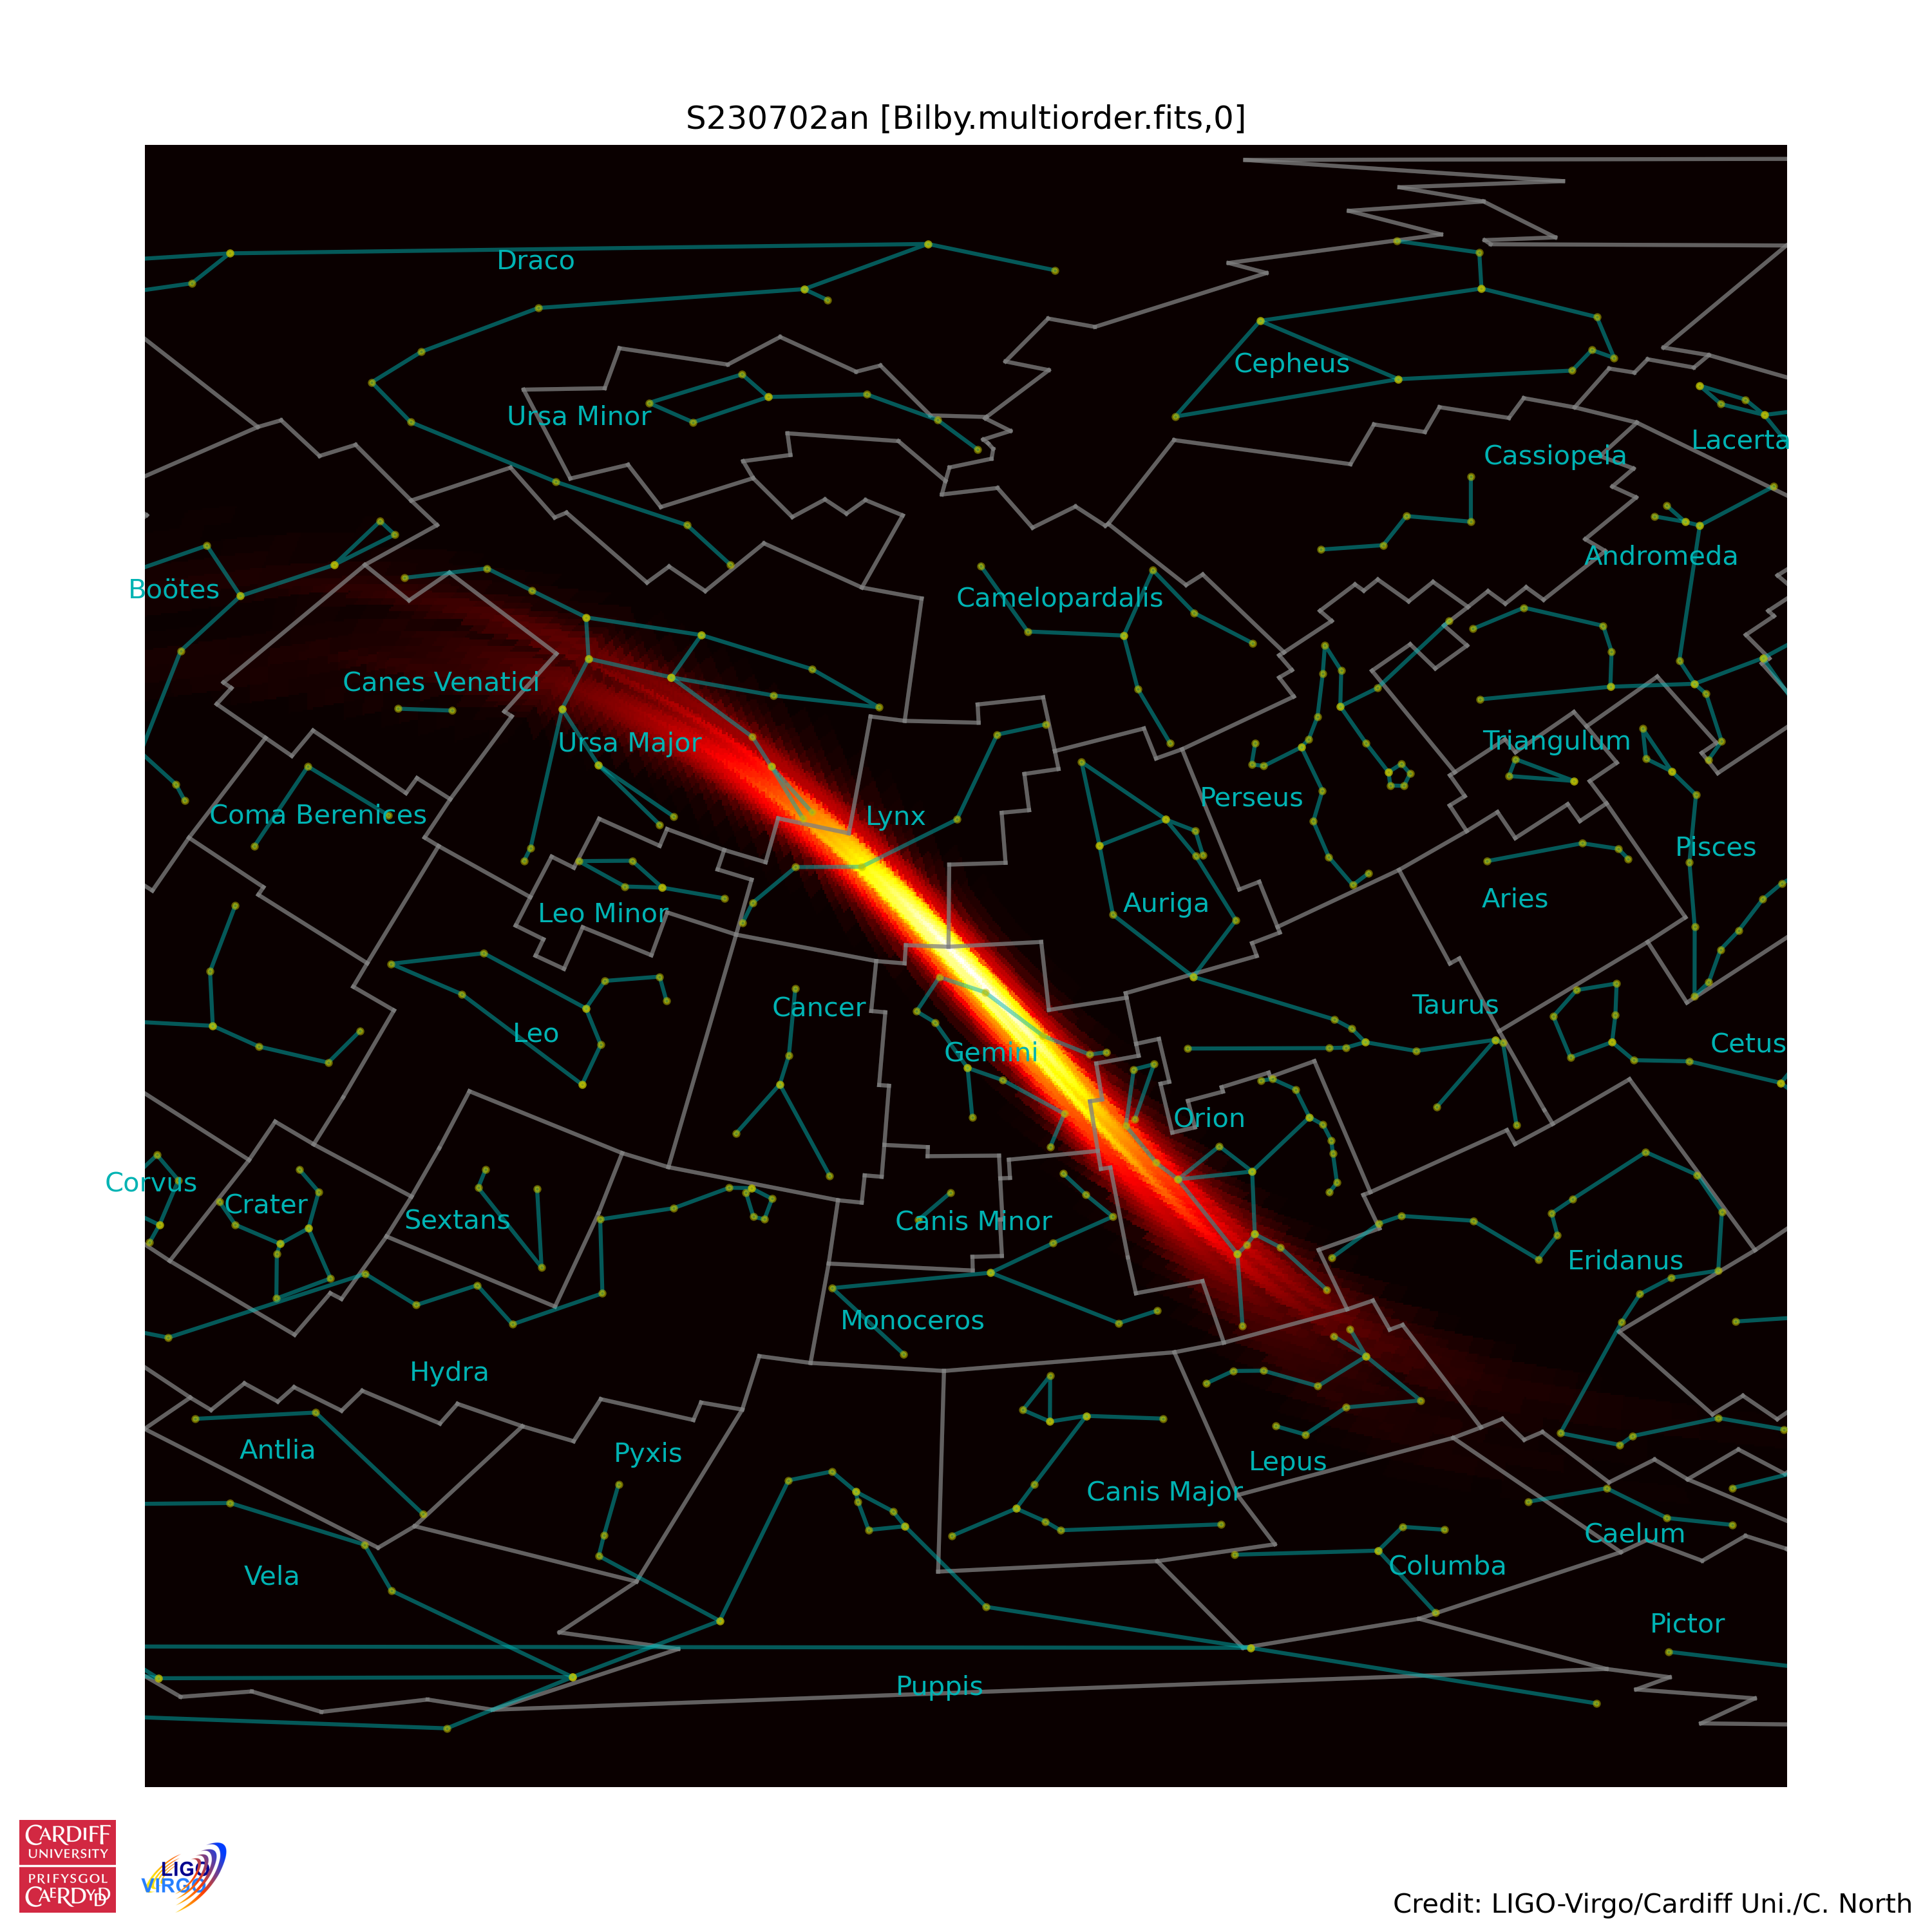 S230702an [Bilby.multiorder.fits,0]
Draco
Cepheus
Ursa Minor
Lacerta
Cassiopeia
Andromeda
Boötes
Camelopardalis
Canes Venatici
Ursa Major
Triangulum
Perseus
Coma Berenices
Lynx
Pisces
Aries
Auriga
Leo Minor
Cancer
Taurus
Leo
Cetus
Gemini
Orion
Corvus
Crater
Sextans
Canis Minor
Eridanus
Monoceros
Hydra
Antlia
Pyxis
Lepus
Canis Major
Caelum
Columba
Vela
Pictor
Puppis
CARDIFF
UNIVERSITY
PRIFYSGOL
CAERDYDD
LIGO
VIRGO
Credit: LIGO-Virgo/Cardiff Uni./C. North